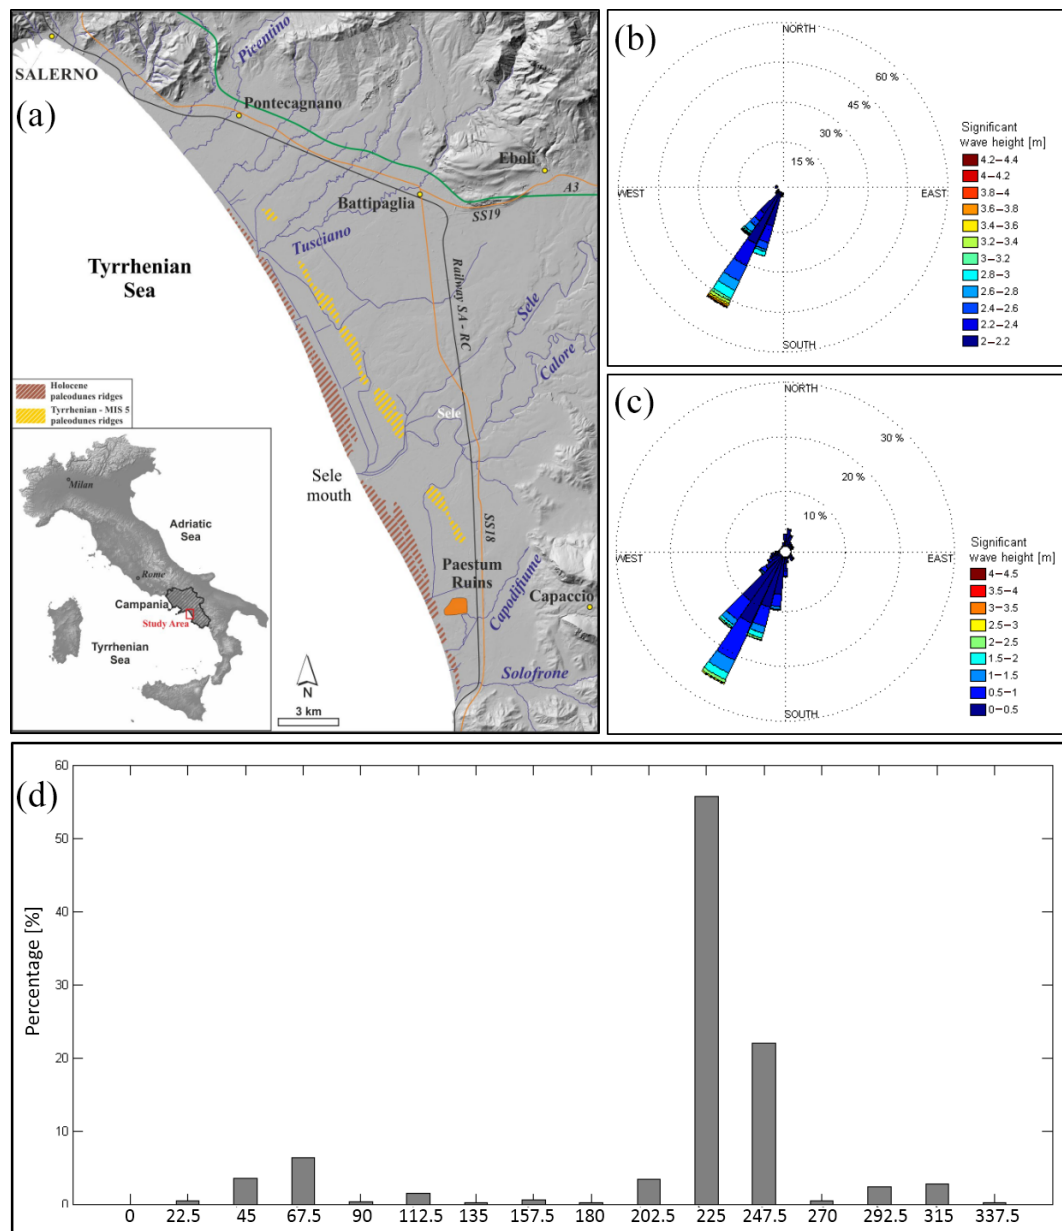 (a)
SALERNO
Picentino
Pontecagnano
Eboli
A3
SS19
Battipaglia
Tusciano
Tyrrhenian
Sea
Railway SA - RC
Sele
Calore
Sele
Holocene
paleodunes ridges
Tyrrhenian - MIS 5
paleodunes ridges
Sele
mouth
SS18
Paestum
Ruins
Capodifiume
Capaccio
Solofrone
N
3 km
Milan
Adriatic
Sea
Rome
Campania
Study Area
Tyrrhenian
Sea
(b)
NORTH
60 %
45 %
30 %
15 %
WEST
EAST
SOUTH
Significant
wave height [m]
4.2-4.4
4-4.2
3.8-4
3.6-3.8
3.4-3.6
3.2-3.4
3-3.2
2.8-3
2.6-2.8
2.4-2.6
2.2-2.4
2-2.2
(c)
NORTH
30 %
20 %
10 %
WEST
EAST
SOUTH
Significant
wave height [m]
4-4.5
3.5-4
3-3.5
2.5-3
2-2.5
1.5-2
1-1.5
0.5-1
0-0.5
(d)
Percentage [%]
60
50
40
30
20
10
0
0 22.5 45 67.5 90 112.5 135 157.5 180 202.5 225 247.5 270 292.5 315 337.5